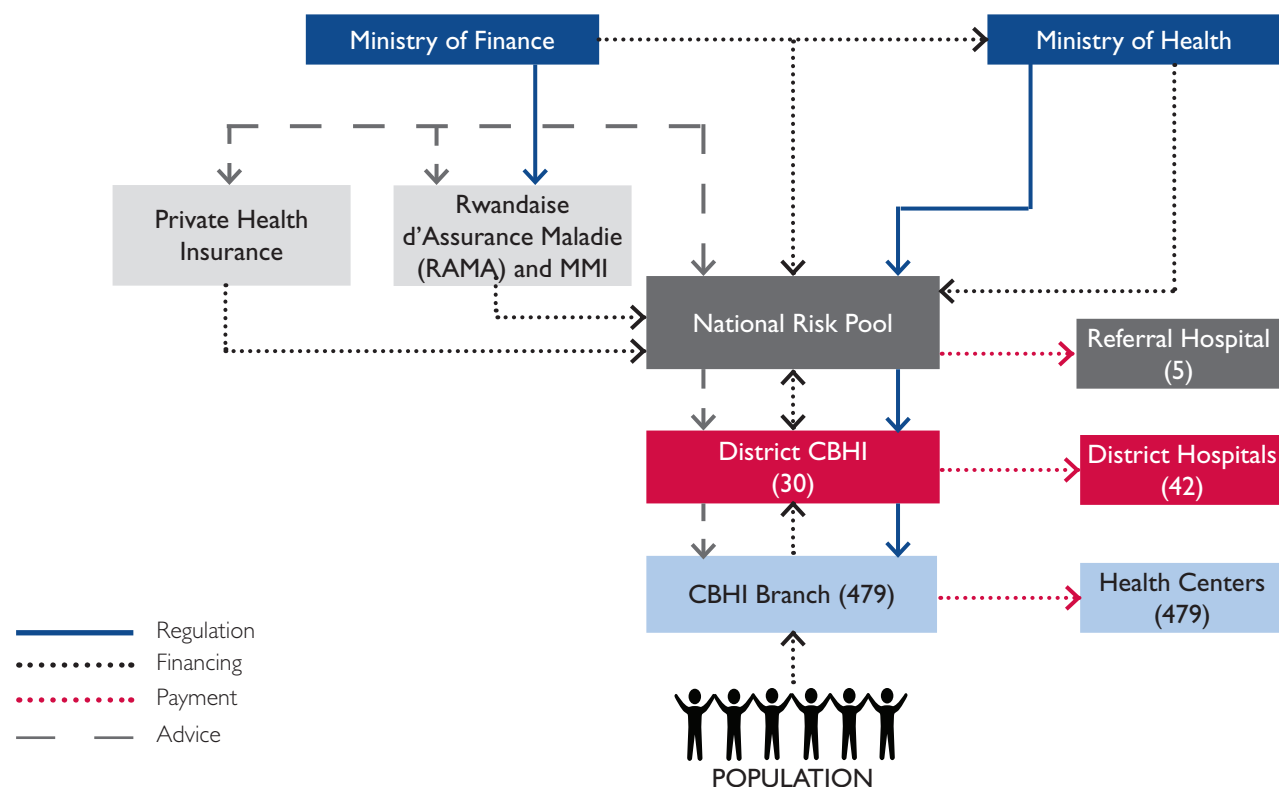 Ministry of Finance
Ministry of Health
Private Health
Insurance
Rwandaise
d'Assurance Maladie
(RAMA) and MMI
National Risk Pool
Referral Hospital
(5)
District CBHI
(30)
District Hospitals
(42)
CBHI Branch (479)
Health Centers
(479)
Regulation
Financing
Payment
Advice
POPULATION